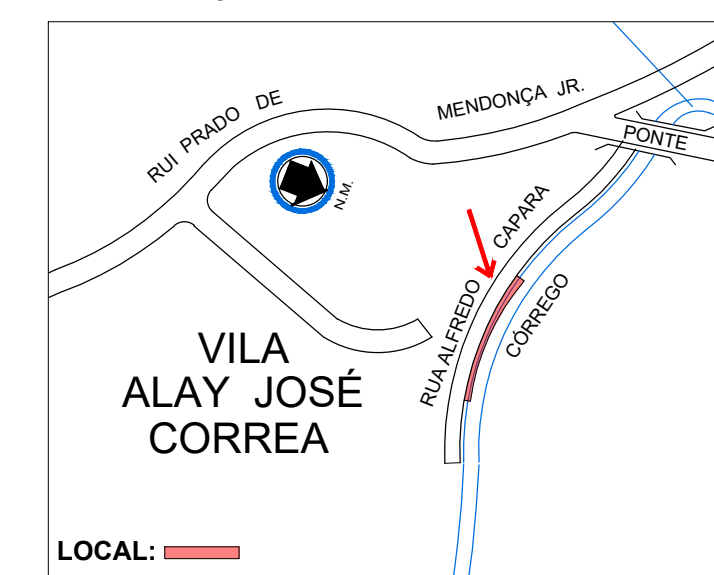 RUI PRADO DE
MENDONÇA JR.
PONTE
N.M.
RUA ALFREDO CAPARA
CÓRREGO
VILA
ALAY JOSÉ
CORREA
LOCAL: